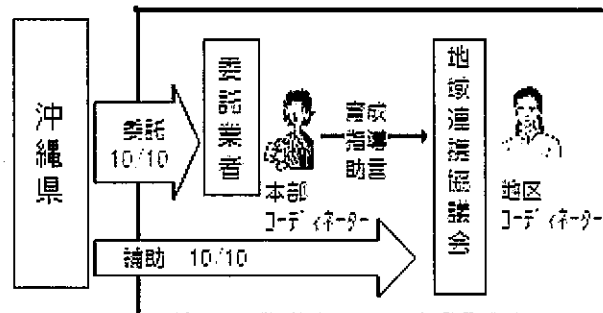 沖縄県
委託
10/10
委託業者
本部
コーディネーター
育成
指導
助言
地域連携協議会
地区
コーディネーター
補助 10/10